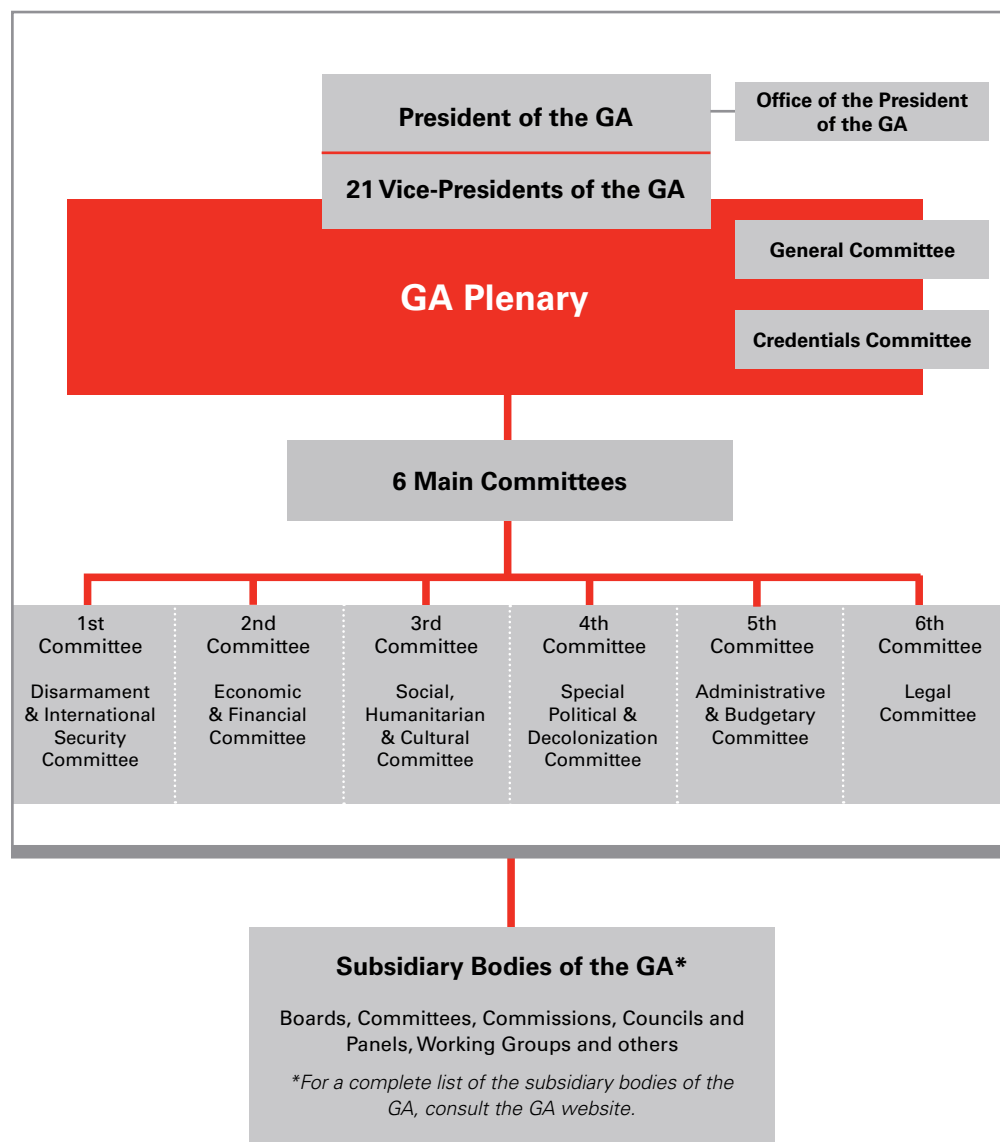 President of the GA
Office of the President
of the GA
21 Vice-Presidents of the GA
General Committee
GA Plenary
Credentials Committee
6 Main Committees
1st
Committee
Disarmament
& International
Security
Committee
2nd
Committee
Economic
& Financial
Committee
3rd
Committee
Social,
Humanitarian
& Cultural
Committee
4th
Committee
Special
Political &
Decolonization
Committee
5th
Committee
Administrative
& Budgetary
Committee
6th
Committee
Legal
Committee
Subsidiary Bodies of the GA*
Boards, Committees, Commissions, Councils and
Panels, Working Groups and others
*For a complete list of the subsidiary bodies of the
GA, consult the GA website.